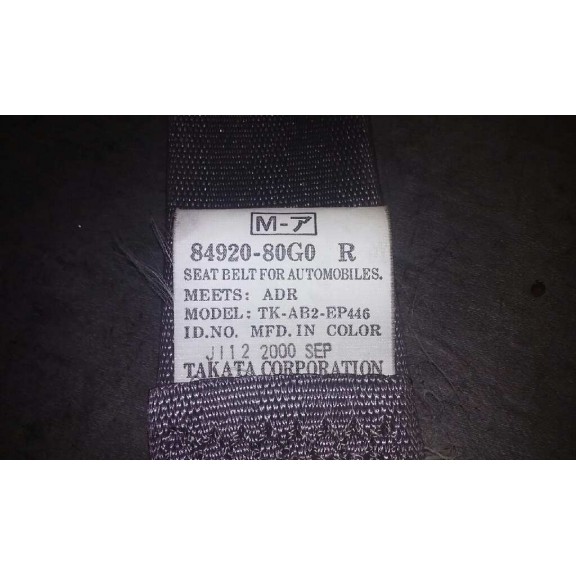 M-ア
84920-80G0 R
SEAT BELT FOR AUTOMOBILES.
MEETS: ADR
MODEL: TK-AB2-EP446
ID.NO. MFD.IN COLOR
J112 2000 SEP
TAKATA CORPORATION